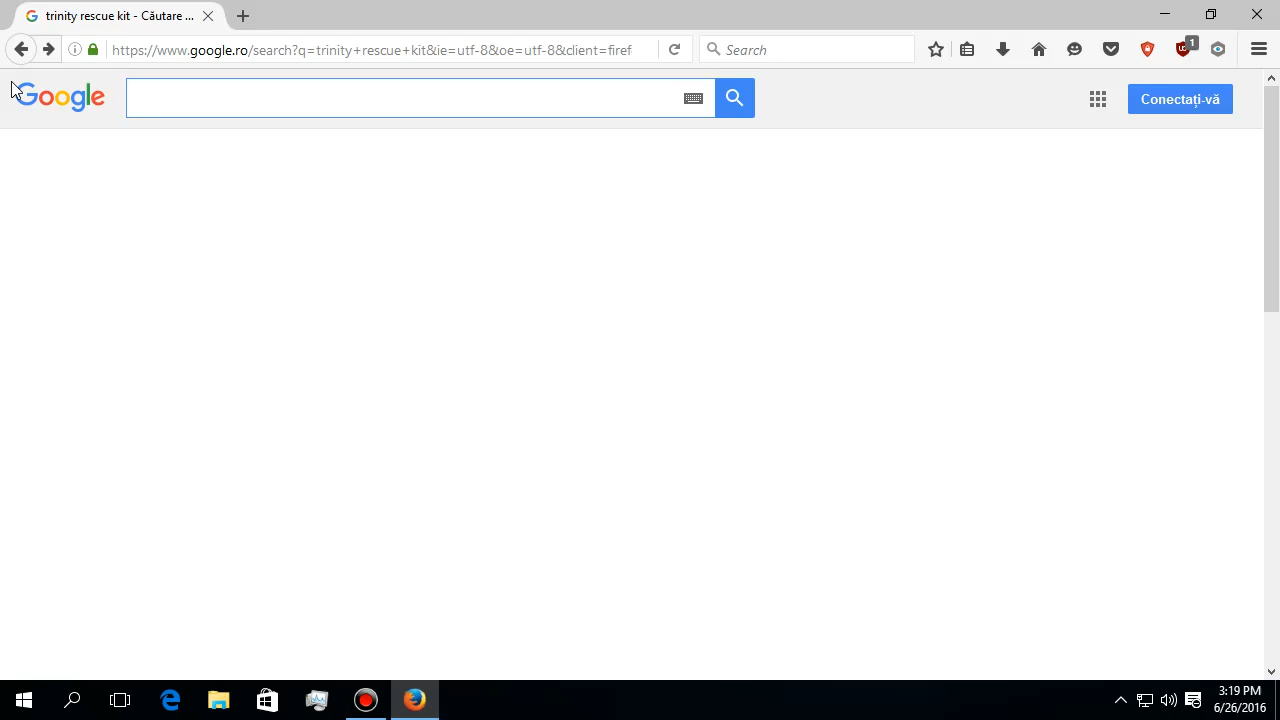 trinity rescue kit - Căutare ...
https://www.google.ro/search?q=trinity+rescue+kit&ie=utf-8&oe=utf-8&client=firef
Search
1
Google
Conectați-vă
3:19 PM
6/26/2016